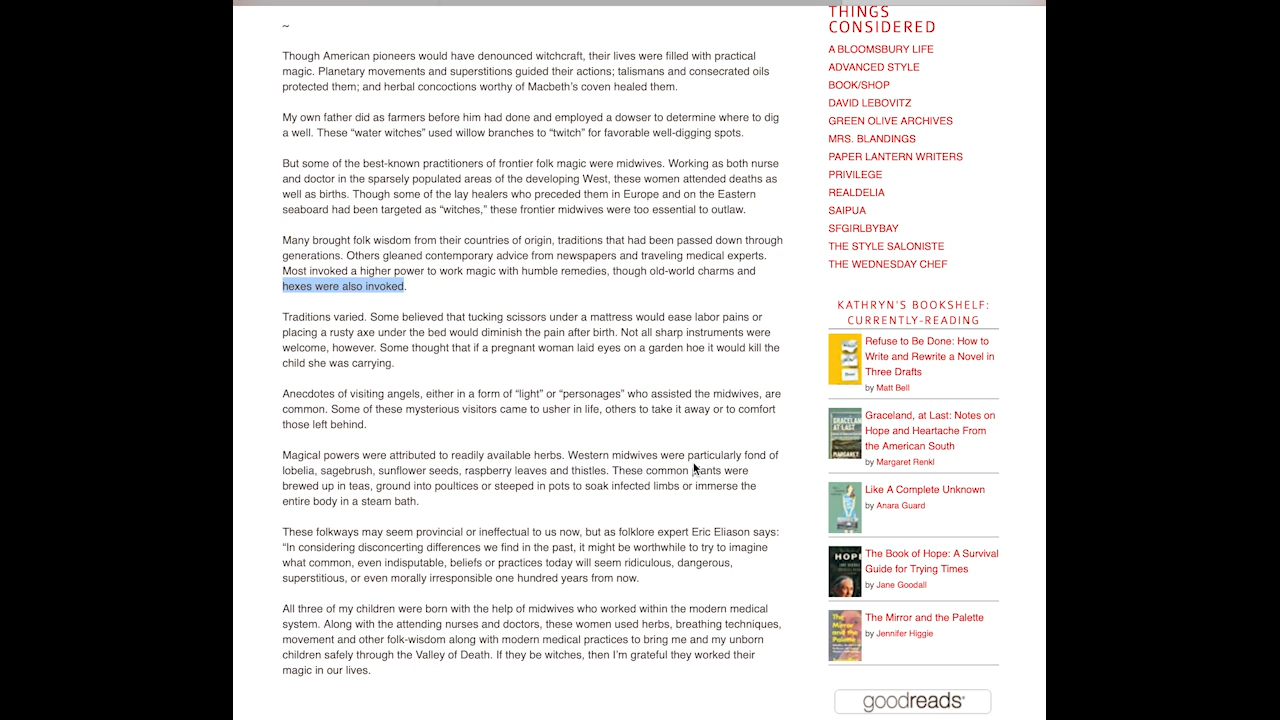 ~
Though American pioneers would have denounced witchcraft, their lives were filled with practical
magic. Planetary movements and superstitions guided their actions; talismans and consecrated oils
protected them; and herbal concoctions worthy of Macbeth’s coven healed them.
My own father did as farmers before him had done and employed a dowser to determine where to dig
a well. These “water witches” used willow branches to “twitch” for favorable well-digging spots.
But some of the best-known practitioners of frontier folk magic were midwives. Working as both nurse
and doctor in the sparsely populated areas of the developing West, these women attended deaths as
well as births. Though some of the lay healers who preceded them in Europe and on the Eastern
seaboard had been targeted as “witches,” these frontier midwives were too essential to outlaw.
Many brought folk wisdom from their countries of origin, traditions that had been passed down through
generations. Others gleaned contemporary advice from newspapers and traveling medical experts.
Most invoked a higher power to work magic with humble remedies, though old-world charms and
hexes were also invoked.
Traditions varied. Some believed that tucking scissors under a mattress would ease labor pains or
placing a rusty axe under the bed would diminish the pain after birth. Not all sharp instruments were
welcome, however. Some thought that if a pregnant woman laid eyes on a garden hoe it would kill the
child she was carrying.
Anecdotes of visiting angels, either in a form of “light” or “personages” who assisted the midwives, are
common. Some of these mysterious visitors came to usher in life, others to take it away or to comfort
those left behind.
Magical powers were attributed to readily available herbs. Western midwives were particularly fond of
lobelia, sagebrush, sunflower seeds, raspberry leaves and thistles. These common plants were
brewed up in teas, ground into poultices or steeped in pots to soak infected limbs or immerse the
entire body in a steam bath.
These folkways may seem provincial or ineffectual to us now, but as folklore expert Eric Eliason says:
“In considering disconcerting differences we find in the past, it might be worthwhile to try to imagine
what common, even indisputable, beliefs or practices today will seem ridiculous, dangerous,
superstitious, or even morally irresponsible one hundred years from now.
All three of my children were born with the help of midwives who worked within the modern medical
system. Along with the attending nurses and doctors, these women used herbs, breathing techniques,
movement and other folk-wisdom along with modern medical practices to bring me and my unborn
children safely through the Valley of Death. If they be witches, then I’m grateful they worked their
magic in our lives.
THINGS
CONSIDERED
A BLOOMSBURY LIFE
ADVANCED STYLE
BOOK/SHOP
DAVID LEBOVITZ
GREEN OLIVE ARCHIVES
MRS. BLANDINGS
PAPER LANTERN WRITERS
PRIVILEGE
REALDELIA
SAIPUA
SFGIRLBYBAY
THE STYLE SALONISTE
THE WEDNESDAY CHEF
KATHRYN'S BOOKSHELF:
CURRENTLY-READING
Refuse to Be Done: How to
Write and Rewrite a Novel in
Three Drafts
by Matt Bell
Graceland, at Last: Notes on
Hope and Heartache From
the American South
by Margaret Renkl
Like A Complete Unknown
by Anara Guard
The Book of Hope: A Survival
Guide for Trying Times
by Jane Goodall
The Mirror and the Palette
by Jennifer Higgie
goodreads